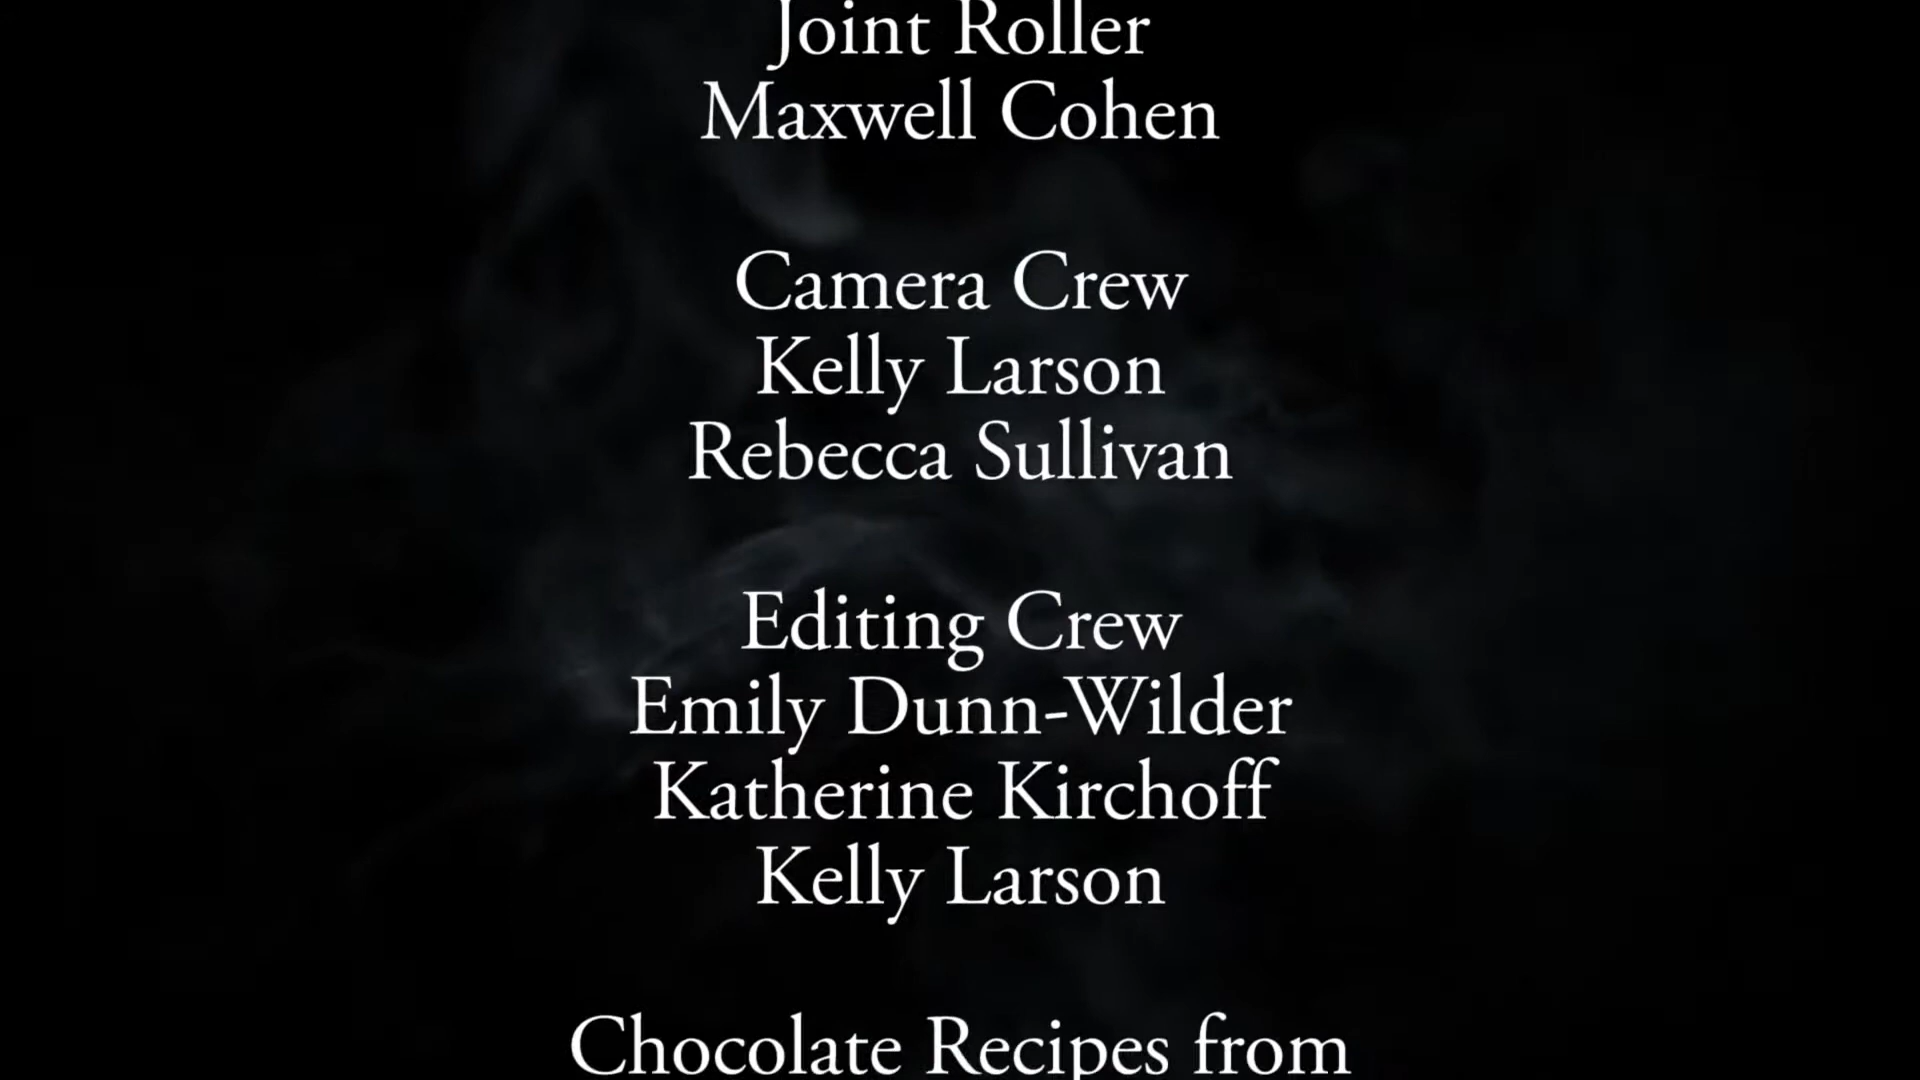 Joint Roller
Maxwell Cohen
Camera Crew
Kelly Larson
Rebecca Sullivan
Editing Crew
Emily Dunn-Wilder
Katherine Kirchoff
Kelly Larson
Chocolate Recipes from